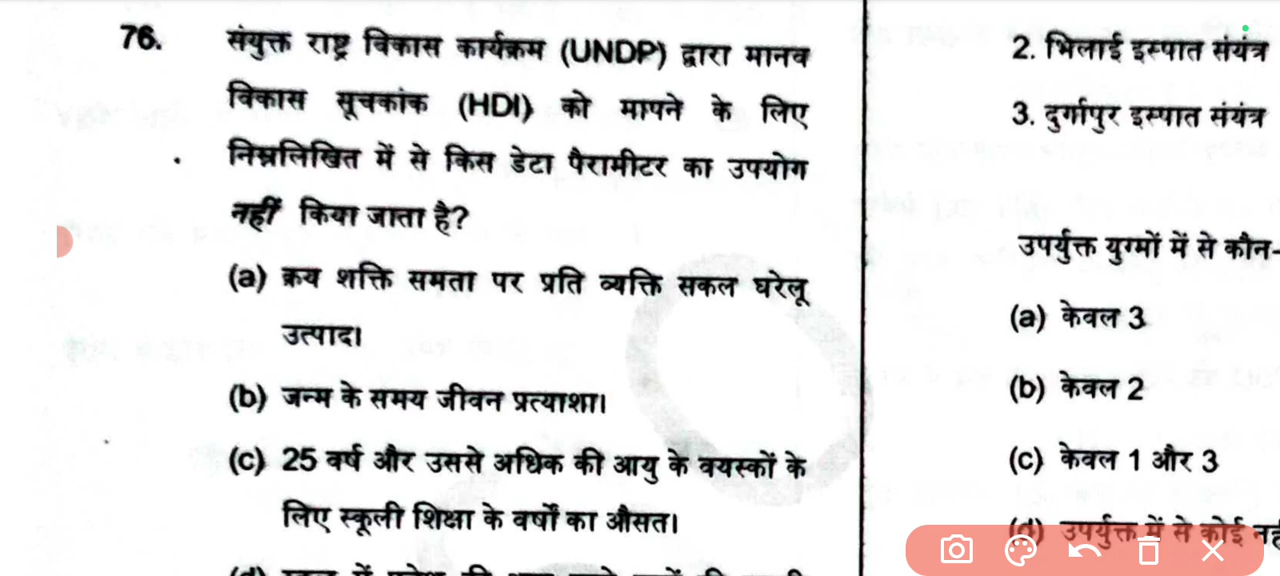 76. संयुक्त राष्ट्र विकास कार्यक्रम (UNDP) द्वारा मानव
विकास सूचकांक (HDI) को मापने के लिए
निम्नलिखित में से किस डेटा पैरामीटर का उपयोग
नहीं किया जाता है?
(a) क्रय शक्ति समता पर प्रति व्यक्ति सकल घरेलू
उत्पाद।
(b) जन्म के समय जीवन प्रत्याशा।
(c) 25 वर्ष और उससे अधिक की आयु के वयस्कों के
लिए स्कूली शिक्षा के वर्षों का औसत।
2. भिलाई इस्पात संयंत्र
3. दुर्गापुर इस्पात संयंत्र
उपर्युक्त युग्मों में से कौन-
(a) केवल 3
(b) केवल 2
(c) केवल 1 और 3
(d) उपर्युक्त में से कोई